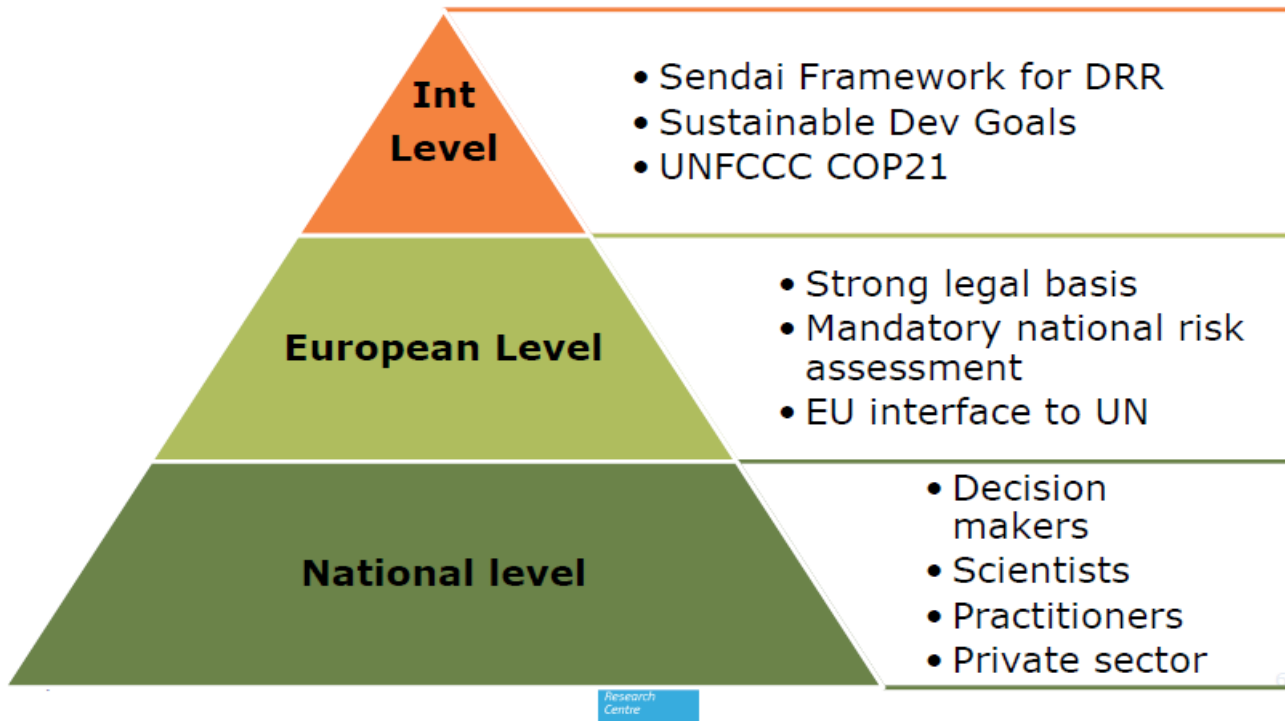 Int
Level
• Sendai Framework for DRR
• Sustainable Dev Goals
• UNFCCC COP21
European Level
• Strong legal basis
• Mandatory national risk
assessment
• EU interface to UN
National level
• Decision
makers
• Scientists
• Practitioners
• Private sector
6
Research
Centre